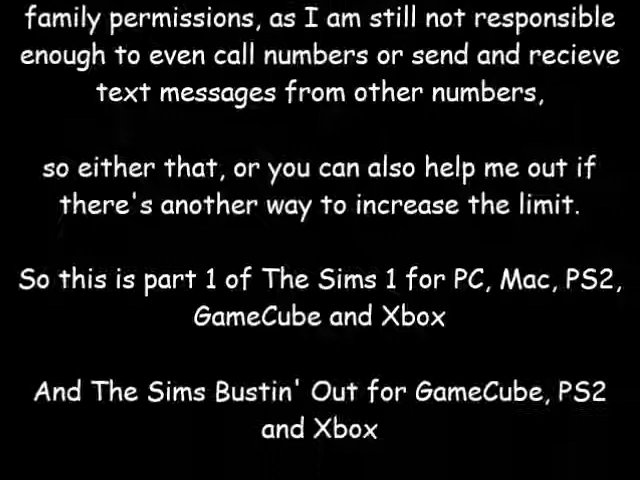 family permissions, as I am still not responsible
enough to even call numbers or send and recieve
text messages from other numbers,
so either that, or you can also help me out if
there's another way to increase the limit.
So this is part 1 of The Sims 1 for PC, Mac, PS2,
GameCube and Xbox
And The Sims Bustin' Out for GameCube, PS2
and Xbox